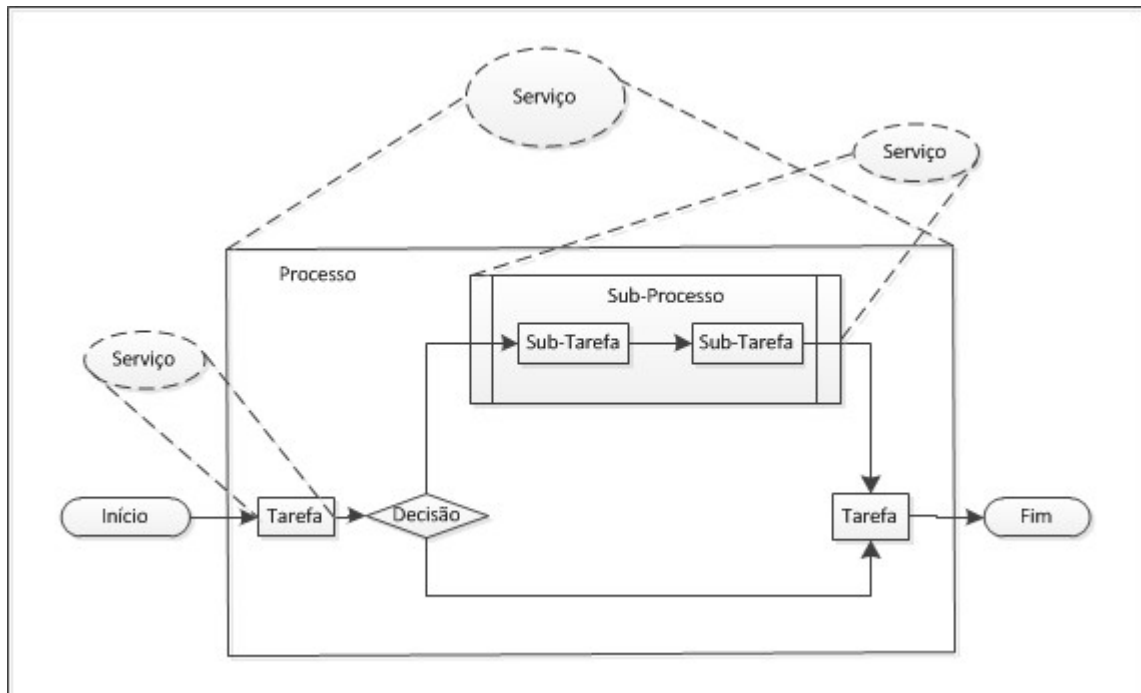 Serviço
Serviço
Processo
Sub-Processo
Sub-Tarefa
Sub-Tarefa
Serviço
Início
Tarefa
Decisão
Tarefa
Fim